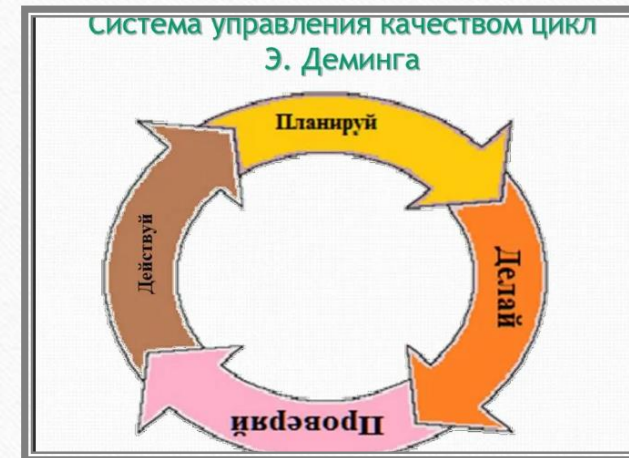 Система управления качеством цикл
Э. Деминга
Планируй
Делай
Проверяй
Действуй